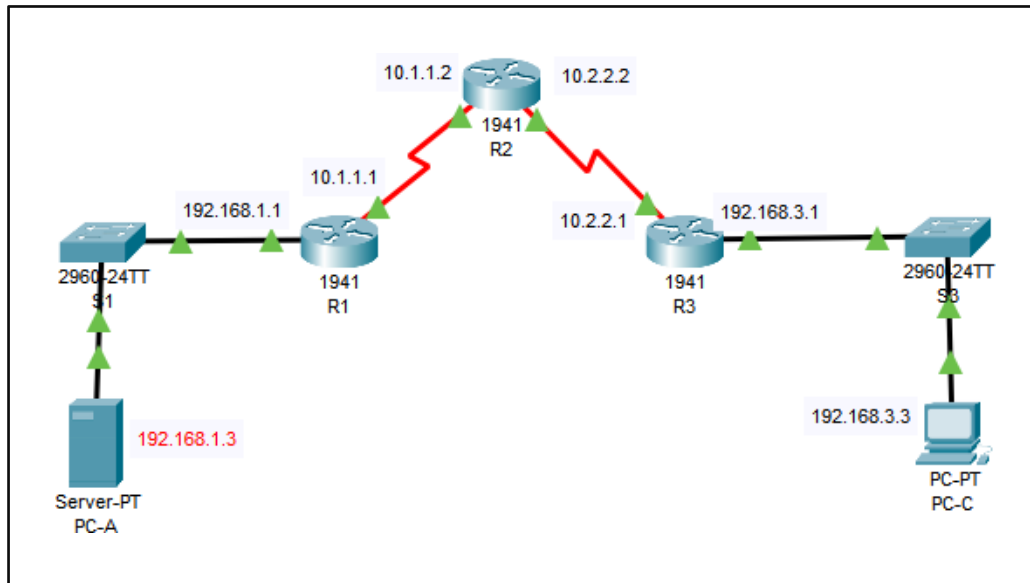 10.1.1.2
10.2.2.2
1941
R2
10.1.1.1
192.168.1.1
10.2.2.1
192.168.3.1
2960-24TT
S1
1941
R1
1941
R3
2960-24TT
S3
192.168.1.3
192.168.3.3
Server-PT
PC-A
PC-PT
PC-C